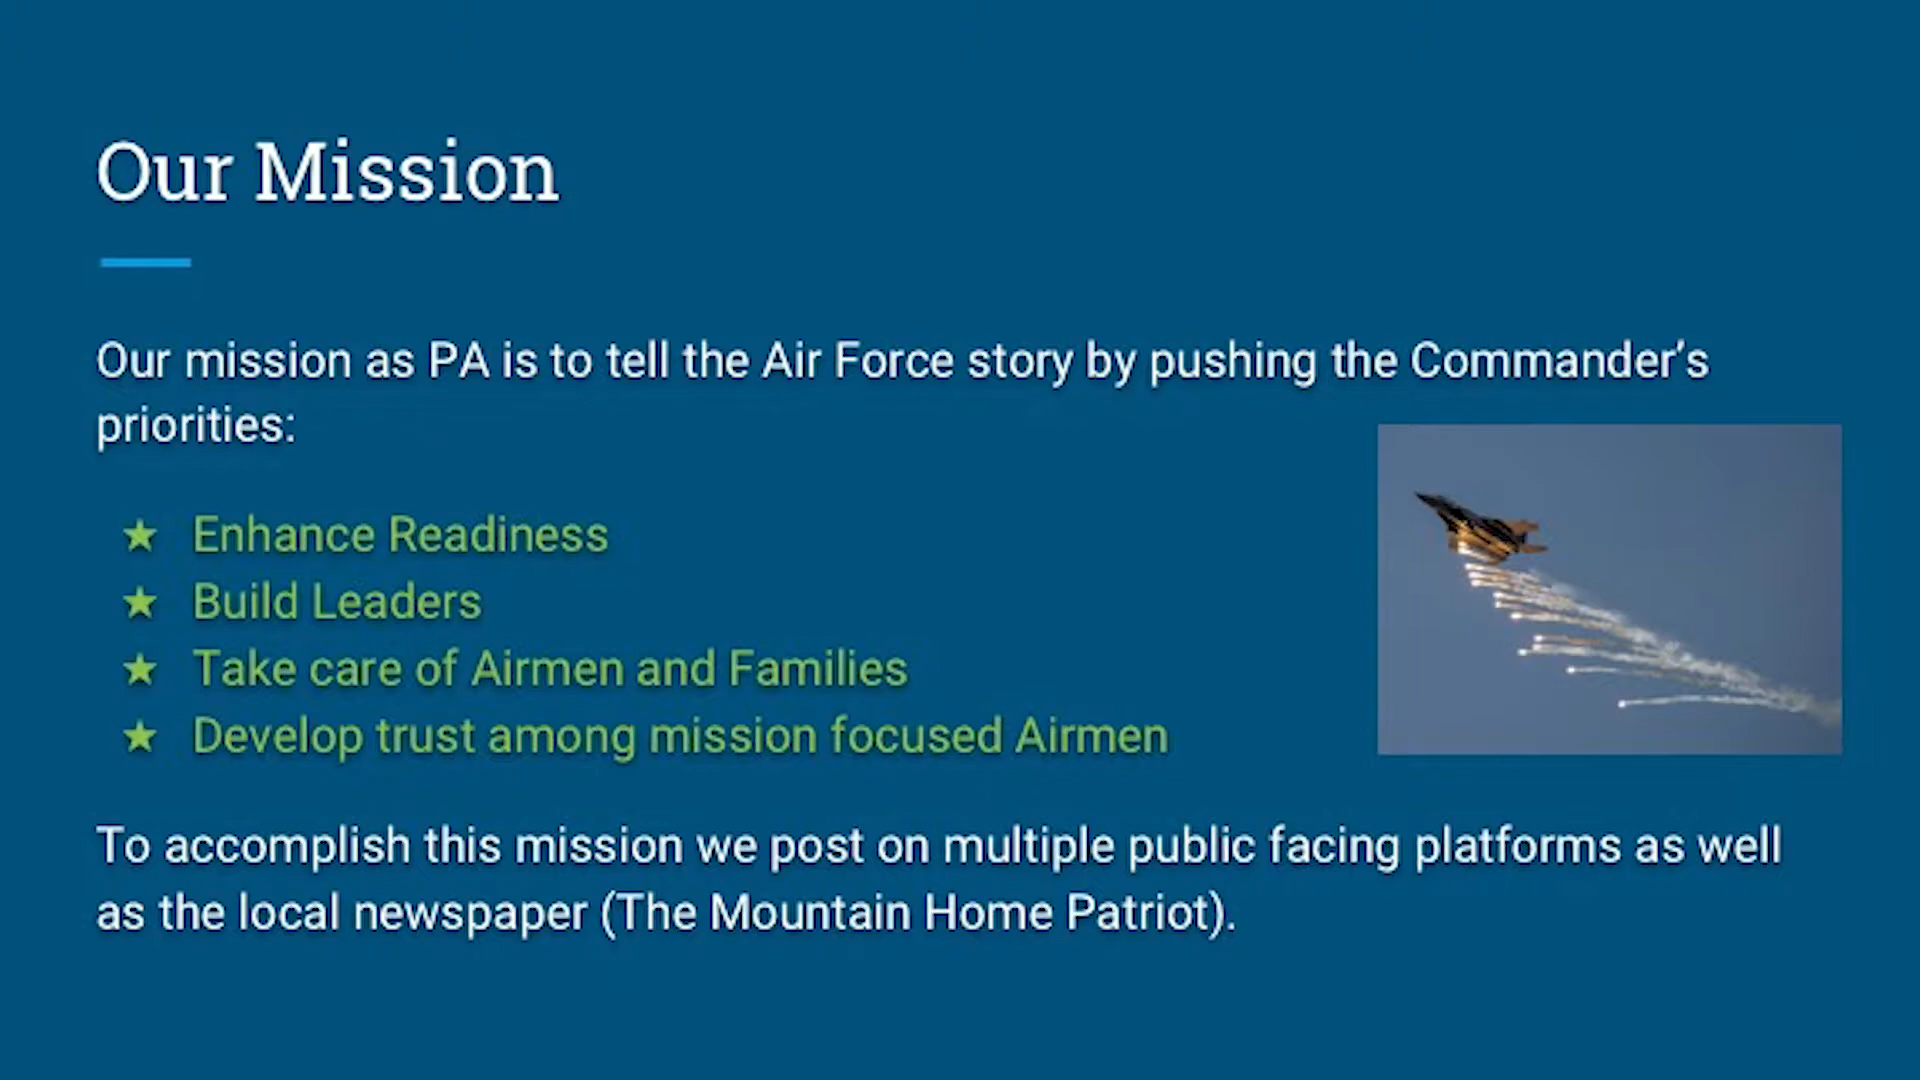 Our Mission
Our mission as PA is to tell the Air Force story by pushing the Commander’s
priorities:
★ Enhance Readiness
★ Build Leaders
★ Take care of Airmen and Families
★ Develop trust among mission focused Airmen
To accomplish this mission we post on multiple public facing platforms as well
as the local newspaper (The Mountain Home Patriot).